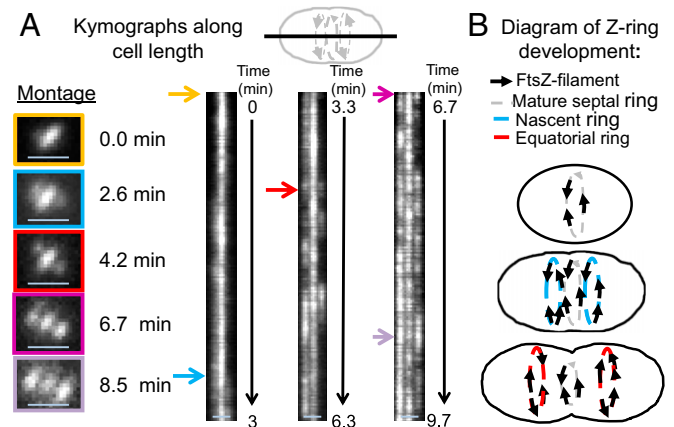 A
Kymographs along
cell length
Montage
0.0 min
2.6 min
4.2 min
6.7 min
8.5 min
Time
(min)
0
3
Time
(min)
3.3
6.3
Time
(min)
6.7
9.7
B
Diagram of Z-ring
development:
FtsZ-filament
Mature septal ring
Nascent ring
Equatorial ring